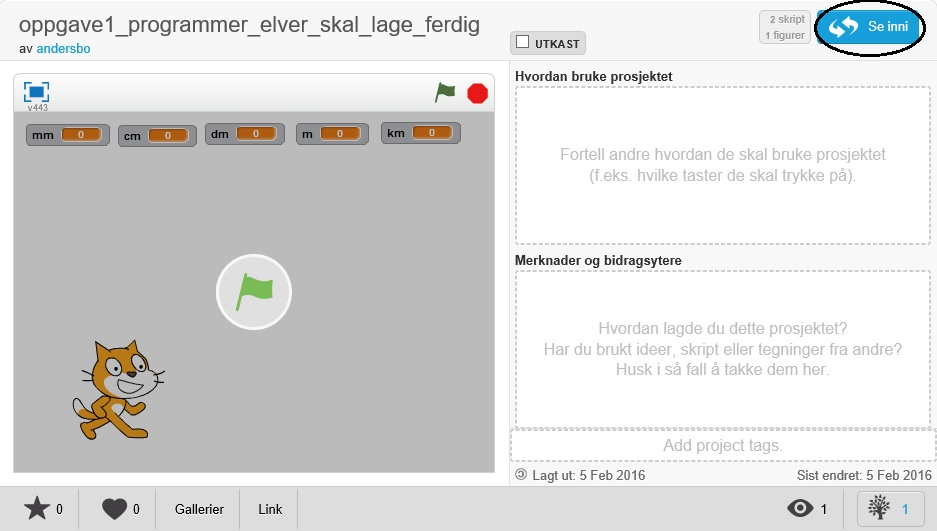 oppgave1_programmer_elver_skal_lage_ferdig
av andersbo
UTKAST
2 skript
1 figurer
Se inni
v443
mm 0
cm 0
dm 0
m 0
km 0
Hvordan bruke prosjektet
Fortell andre hvordan de skal bruke prosjektet
(f.eks. hvilke taster de skal trykke på).
Merknader og bidragsytere
Hvordan lagde du dette prosjektet?
Har du brukt ideer, skript eller tegninger fra andre?
Husk i så fall å takke dem her.
Add project tags.
Lagt ut: 5 Feb 2016
Sist endret: 5 Feb 2016
0
0
Gallerier
Link
1
1